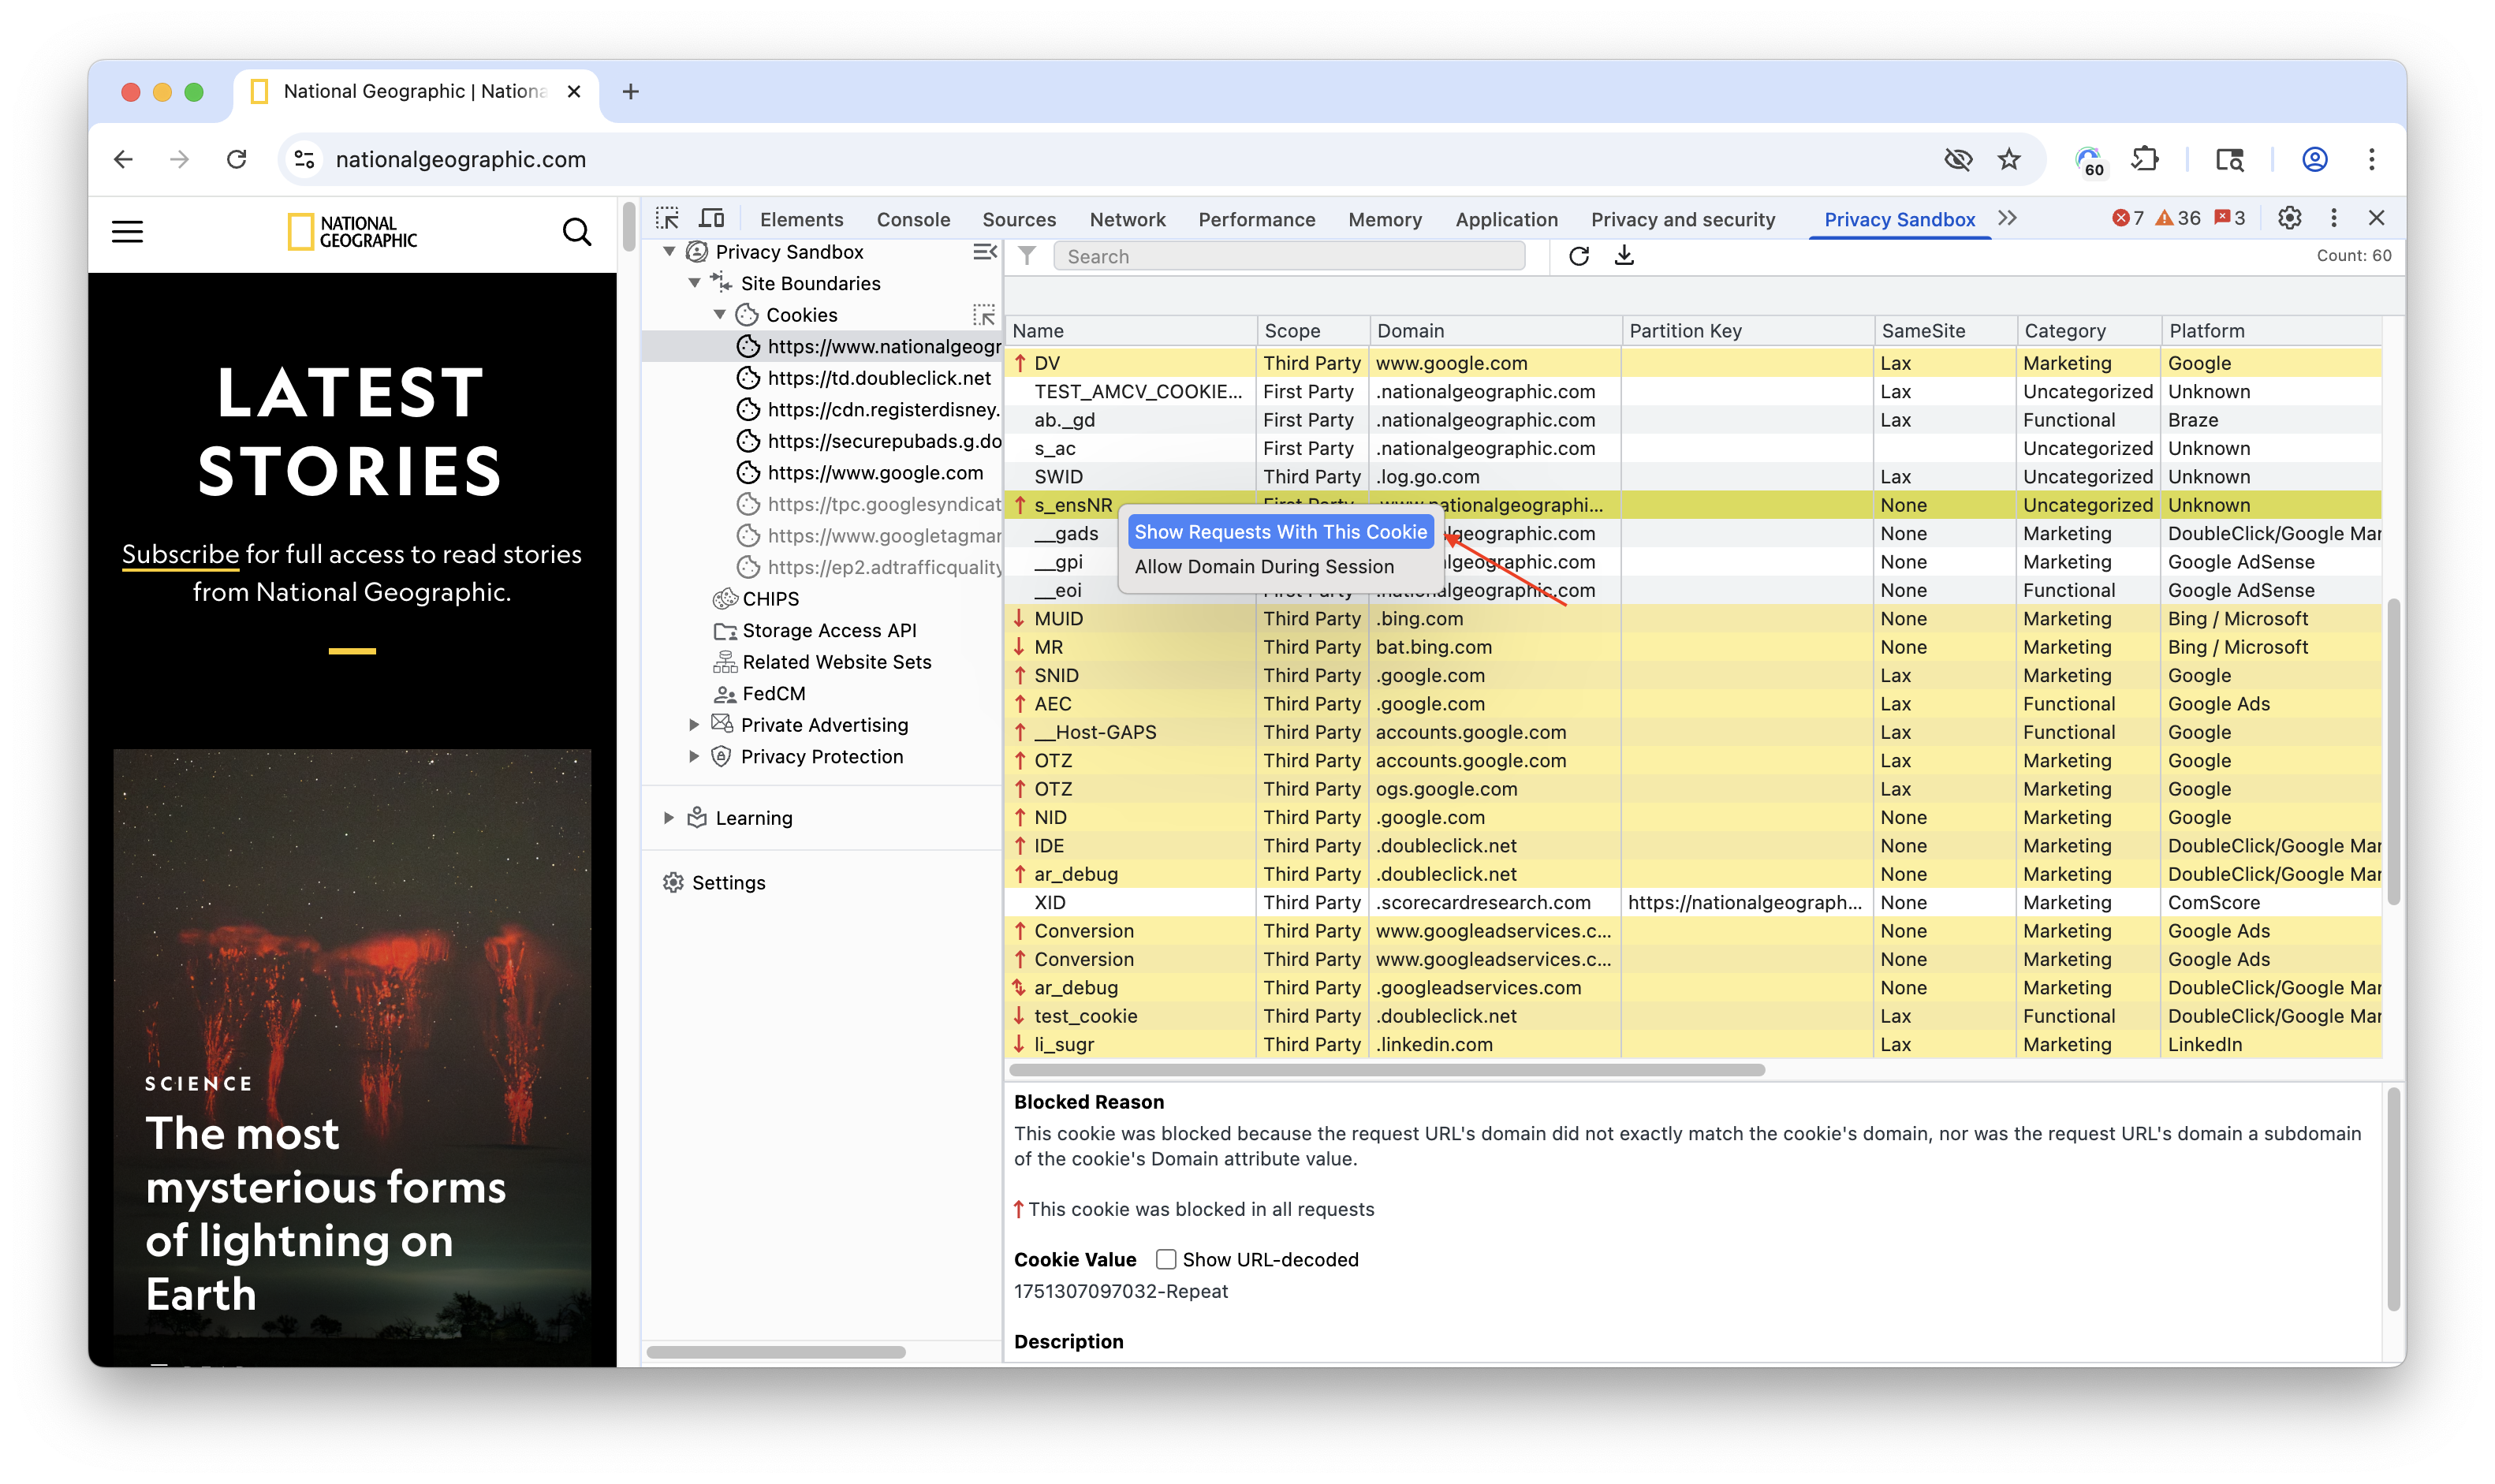 National Geographic | Nationa
nationalgeographic.com
60
NATIONAL
GEOGRAPHIC
LATEST
STORIES
Subscribe for full access to read stories
from National Geographic.
SCIENCE
The most
mysterious forms
of lightning on
Earth
Elements Console Sources Network Performance Memory Application Privacy and security Privacy Sandbox 7 36 3
Privacy Sandbox
Site Boundaries
Cookies
https://www.nationalgeogr
https://td.doubleclick.net
https://cdn.registerdisney.
https://securepubads.g.do
https://www.google.com
https://tpc.googlesyndicat
https://www.googletagmar
https://ep2.adtrafficquality
CHIPS
Storage Access API
Related Website Sets
FedCM
Private Advertising
Privacy Protection
Learning
Settings
Search Count: 60
Name Scope Domain Partition Key SameSite Category Platform
DV Third Party www.google.com Lax Marketing Google
TEST_AMCV_COOKIE... First Party .nationalgeographic.com Lax Uncategorized Unknown
ab._gd First Party .nationalgeographic.com Lax Functional Braze
s_ac First Party .nationalgeographic.com Uncategorized Unknown
SWID Third Party .log.go.com Lax Uncategorized Unknown
s_ensNR First Party .www.nationalgeographi... None Uncategorized Unknown
Show Requests With This Cookie
Allow Domain During Session
__gads lgeographic.com None Marketing DoubleClick/Google Mar
__gpi lgeographic.com None Marketing Google AdSense
__eoi First Party .nationalgeographic.com None Functional Google AdSense
MUID Third Party .bing.com None Marketing Bing / Microsoft
MR Third Party bat.bing.com None Marketing Bing / Microsoft
SNID Third Party .google.com Lax Marketing Google
AEC Third Party .google.com Lax Functional Google Ads
__Host-GAPS Third Party accounts.google.com Lax Functional Google
OTZ Third Party accounts.google.com Lax Marketing Google
OTZ Third Party ogs.google.com Lax Marketing Google
NID Third Party .google.com None Marketing Google
IDE Third Party .doubleclick.net None Marketing DoubleClick/Google Mar
ar_debug Third Party .doubleclick.net None Marketing DoubleClick/Google Mar
XID Third Party .scorecardresearch.com https://nationalgeograph... None Marketing ComScore
Conversion Third Party www.googleadservices.c... None Marketing Google Ads
Conversion Third Party www.googleadservices.c... None Marketing Google Ads
ar_debug Third Party .googleadservices.com None Marketing DoubleClick/Google Mar
test_cookie Third Party .doubleclick.net Lax Functional DoubleClick/Google Mar
li_sugr Third Party .linkedin.com Lax Marketing LinkedIn
Blocked Reason
This cookie was blocked because the request URL's domain did not exactly match the cookie's domain, nor was the request URL's domain a subdomain
of the cookie's Domain attribute value.
This cookie was blocked in all requests
Cookie Value Show URL-decoded
1751307097032-Repeat
Description